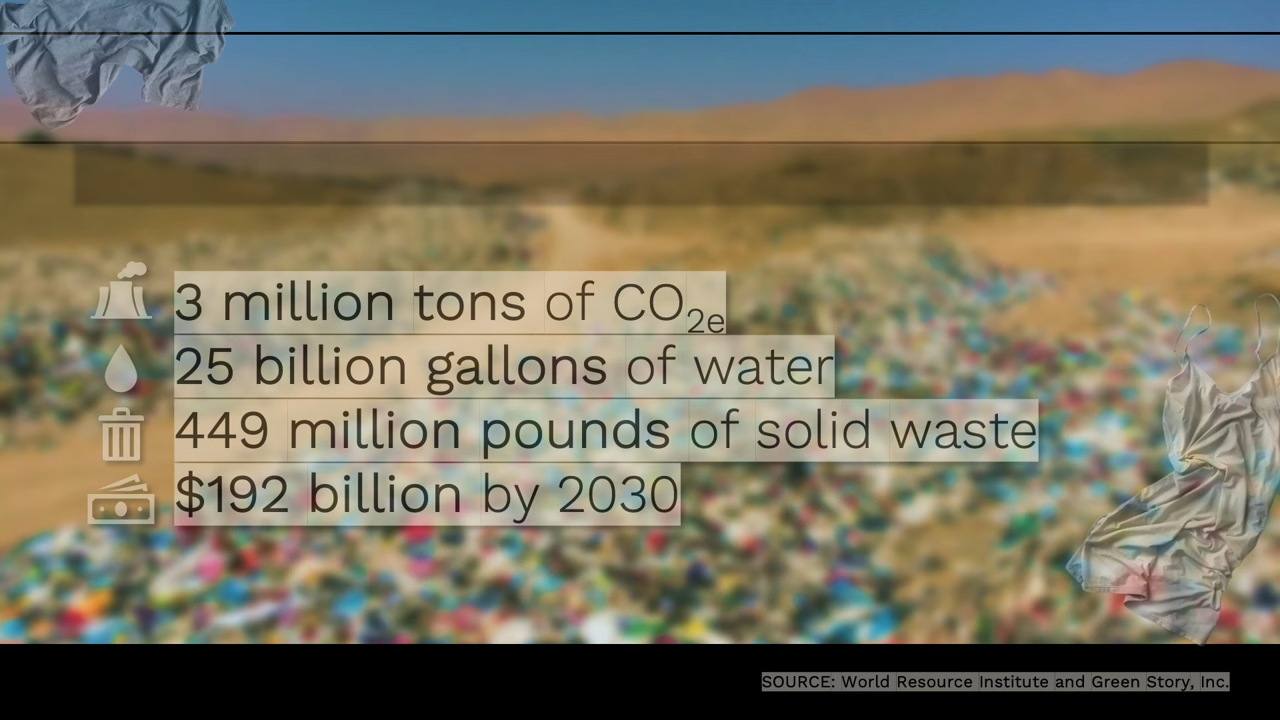 3 million tons of CO2e
25 billion gallons of water
449 million pounds of solid waste
$192 billion by 2030
SOURCE: World Resource Institute and Green Story, Inc.